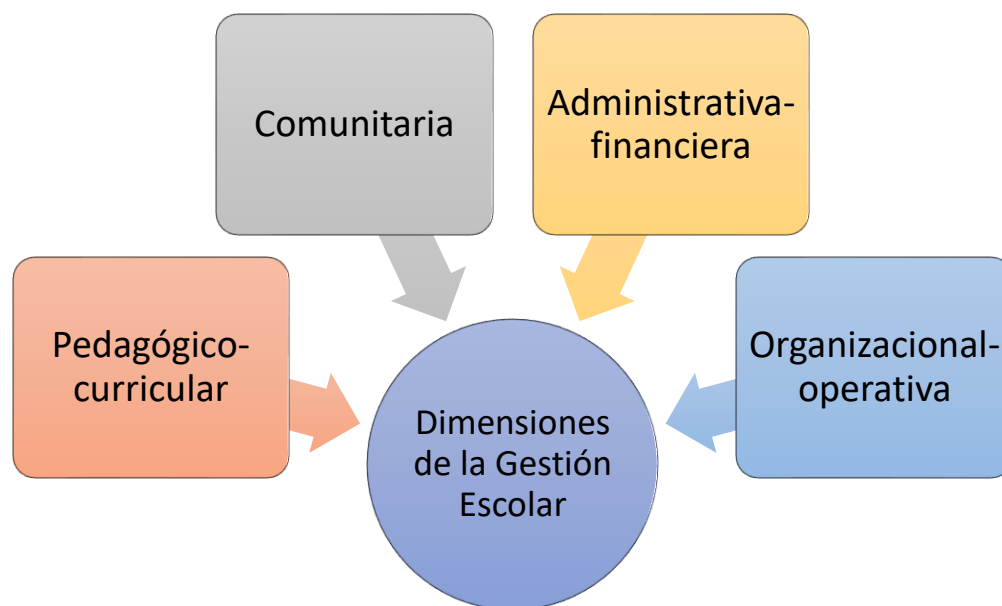 Comunitaria
Administrativa-
financiera
Pedagógico-
curricular
Organizacional-
operativa
Dimensiones
de la Gestión
Escolar